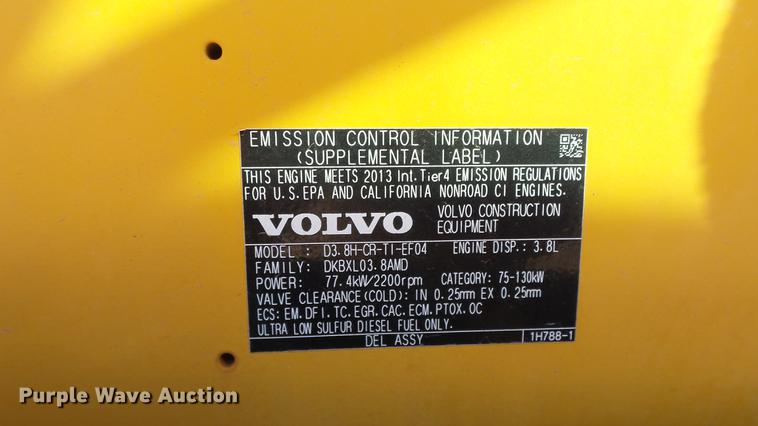 EMISSION CONTROL INFORMATION
(SUPPLEMENTAL LABEL)
THIS ENGINE MEETS 2013 Int. Tier4 EMISSION REGULATIONS
FOR U.S.EPA AND CALIFORNIA NONROAD CI ENGINES.
VOLVO VOLVO CONSTRUCTION
EQUIPMENT
MODEL : D3.8H-CR-TI-EF04 ENGINE DISP.: 3.8L
FAMILY: DKBXL03.8AMD
POWER: 77.4kW/2200rpm CATEGORY: 75-130kW
VALVE CLEARANCE(COLD): IN 0.25mm EX 0.25mm
ECS: EM.DFI.TC.EGR.CAC.ECM.PTOX.OC
ULTRA LOW SULFUR DIESEL FUEL ONLY.
DEL ASSY 1H788-1
Purple Wave Auction®